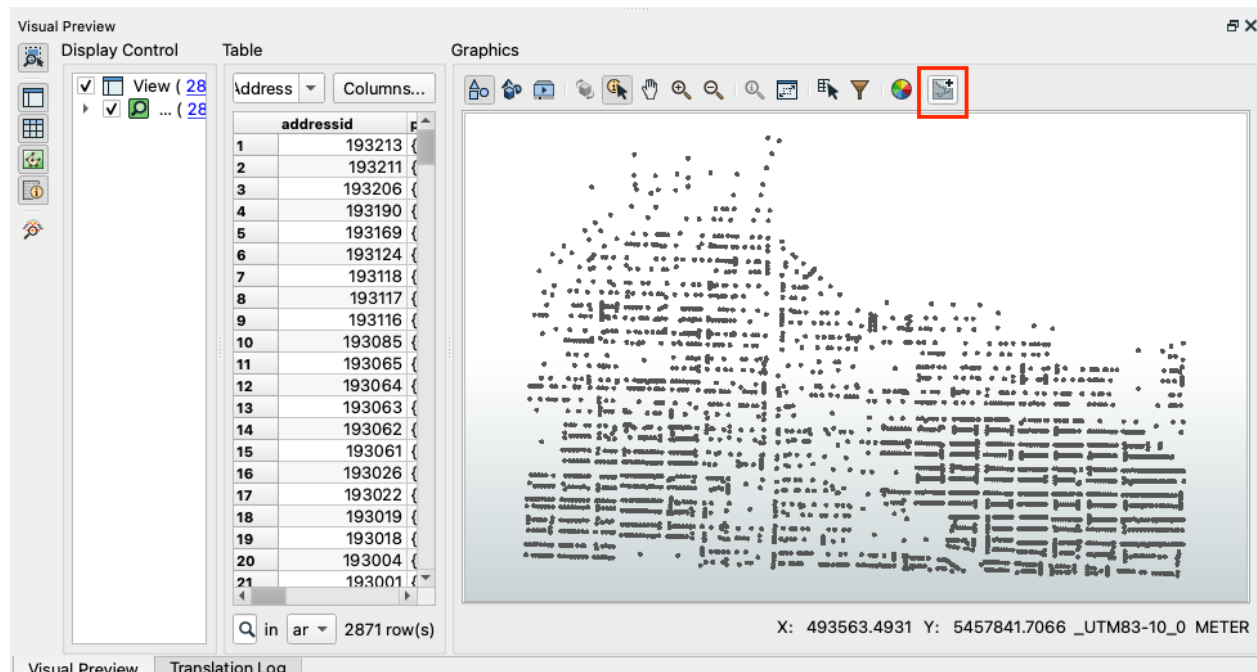 Visual Preview
Display Control
Table
Graphics
View ( 28
... ( 28
Address
Columns...
addressid
1 193213 {
2 193211 {
3 193206 {
4 193190 {
5 193169 {
6 193124 {
7 193118 {
8 193117 {
9 193116 {
10 193085 {
11 193065 {
12 193064 {
13 193063 {
14 193062 {
15 193061 {
16 193026 {
17 193022 {
18 193019 {
19 193018 {
20 193004 {
21 193001 {
in ar 2871 row(s)
X: 493563.4931 Y: 5457841.7066 _UTM83-10_0 METER
Visual Preview
Translation Log